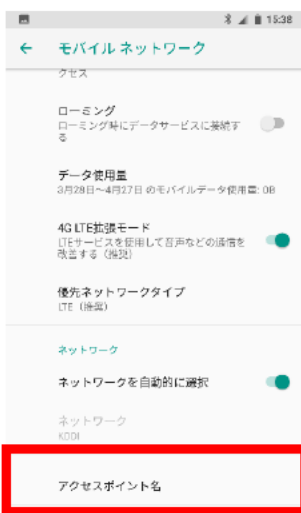 15:38
← モバイル ネットワーク
クセス
ローミング
ローミング時にデータサービスに接続す
る
データ使用量
3月28日～4月27日 のモバイルデータ使用量: 0B
4G LTE拡張モード
LTEサービスを使用して音声などの通信を
改善する（推奨）
優先ネットワークタイプ
LTE（推奨）
ネットワーク
ネットワークを自動的に選択
ネットワーク
KDDI
アクセスポイント名